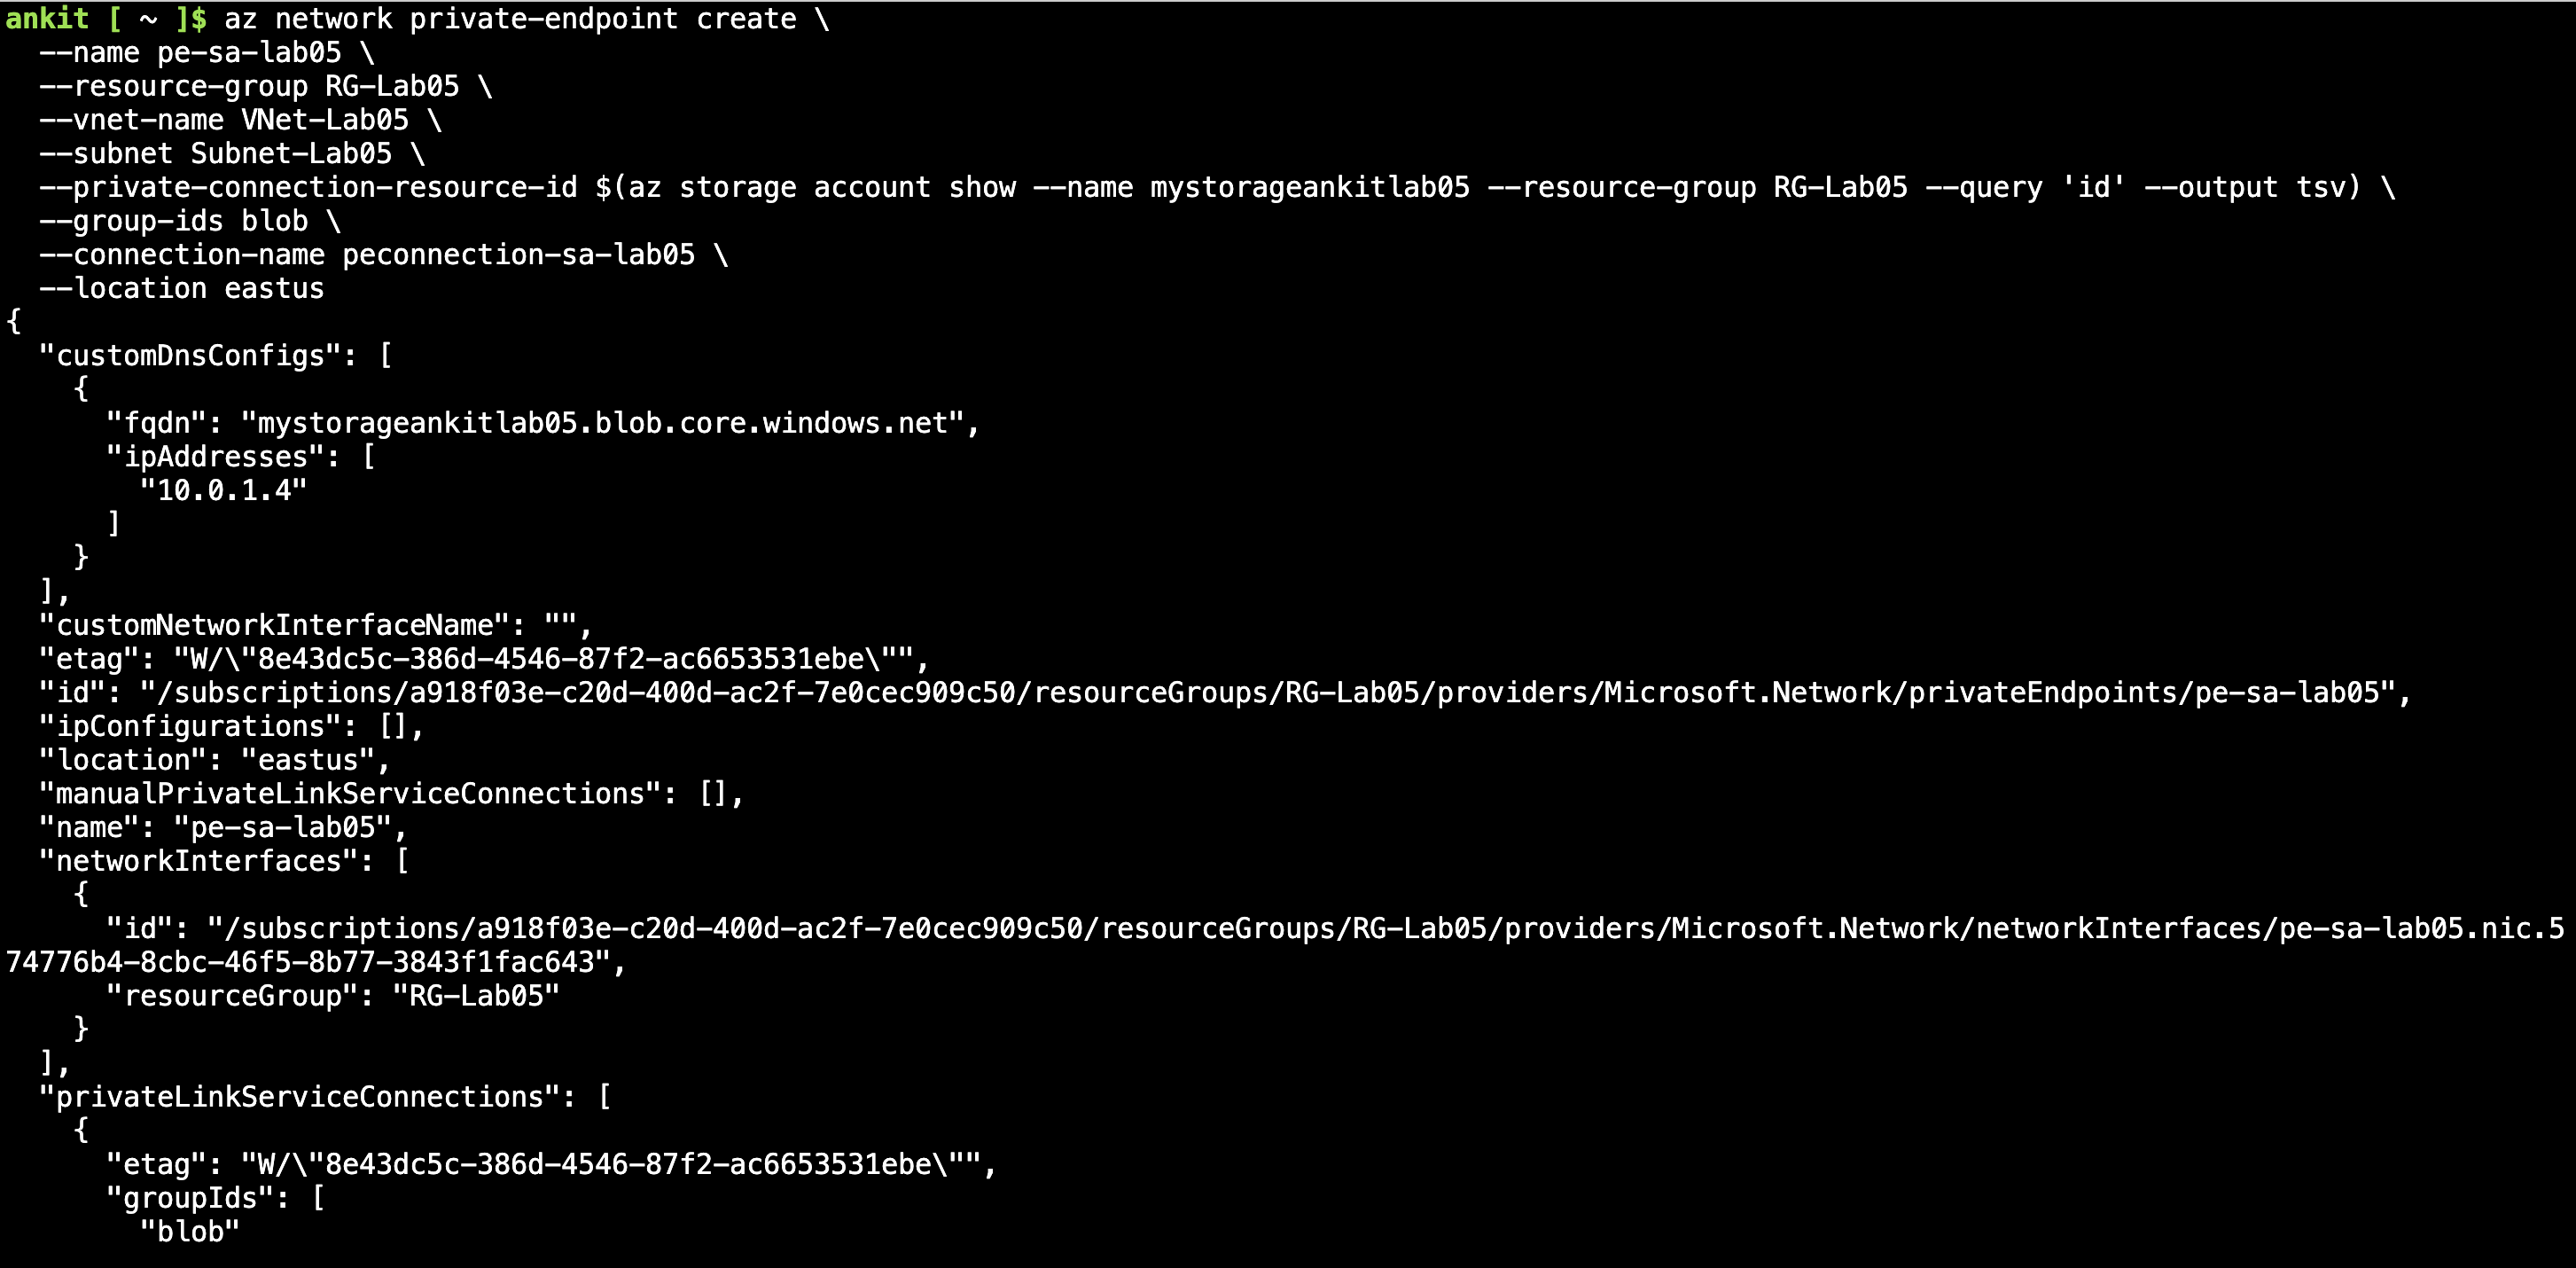 ankit [ ~ ]$ az network private-endpoint create \
  --name pe-sa-lab05 \
  --resource-group RG-Lab05 \
  --vnet-name VNet-Lab05 \
  --subnet Subnet-Lab05 \
  --private-connection-resource-id $(az storage account show --name mystorageankitlab05 --resource-group RG-Lab05 --query 'id' --output tsv) \
  --group-ids blob \
  --connection-name peconnection-sa-lab05 \
  --location eastus
{
  "customDnsConfigs": [
    {
      "fqdn": "mystorageankitlab05.blob.core.windows.net",
      "ipAddresses": [
        "10.0.1.4"
      ]
    }
  ],
  "customNetworkInterfaceName": "",
  "etag": "W/\"8e43dc5c-386d-4546-87f2-ac6653531ebe\"",
  "id": "/subscriptions/a918f03e-c20d-400d-ac2f-7e0cec909c50/resourceGroups/RG-Lab05/providers/Microsoft.Network/privateEndpoints/pe-sa-lab05",
  "ipConfigurations": [],
  "location": "eastus",
  "manualPrivateLinkServiceConnections": [],
  "name": "pe-sa-lab05",
  "networkInterfaces": [
    {
      "id": "/subscriptions/a918f03e-c20d-400d-ac2f-7e0cec909c50/resourceGroups/RG-Lab05/providers/Microsoft.Network/networkInterfaces/pe-sa-lab05.nic.5
74776b4-8cbc-46f5-8b77-3843f1fac643",
      "resourceGroup": "RG-Lab05"
    }
  ],
  "privateLinkServiceConnections": [
    {
      "etag": "W/\"8e43dc5c-386d-4546-87f2-ac6653531ebe\"",
      "groupIds": [
        "blob"